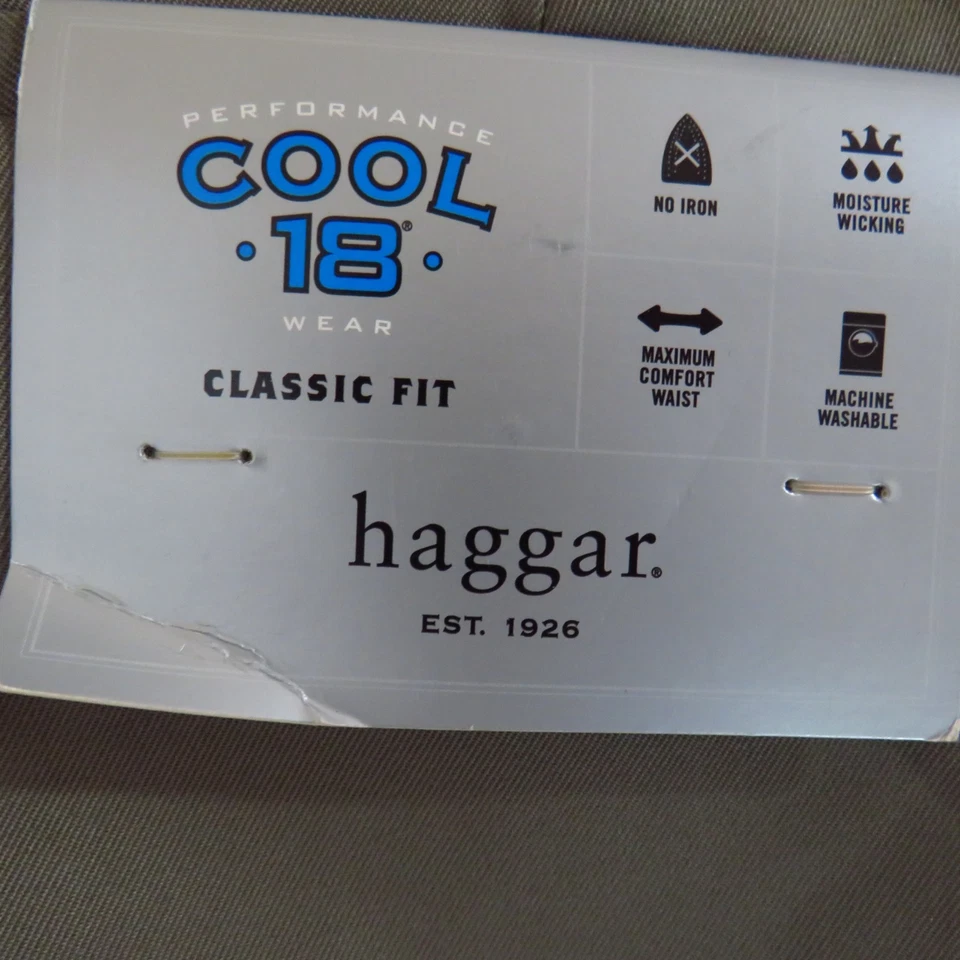 PERFORMANCE
COOL
18®
WEAR
CLASSIC FIT
NO IRON
MOISTURE
WICKING
MAXIMUM
COMFORT
WAIST
MACHINE
WASHABLE
haggar®
EST. 1926